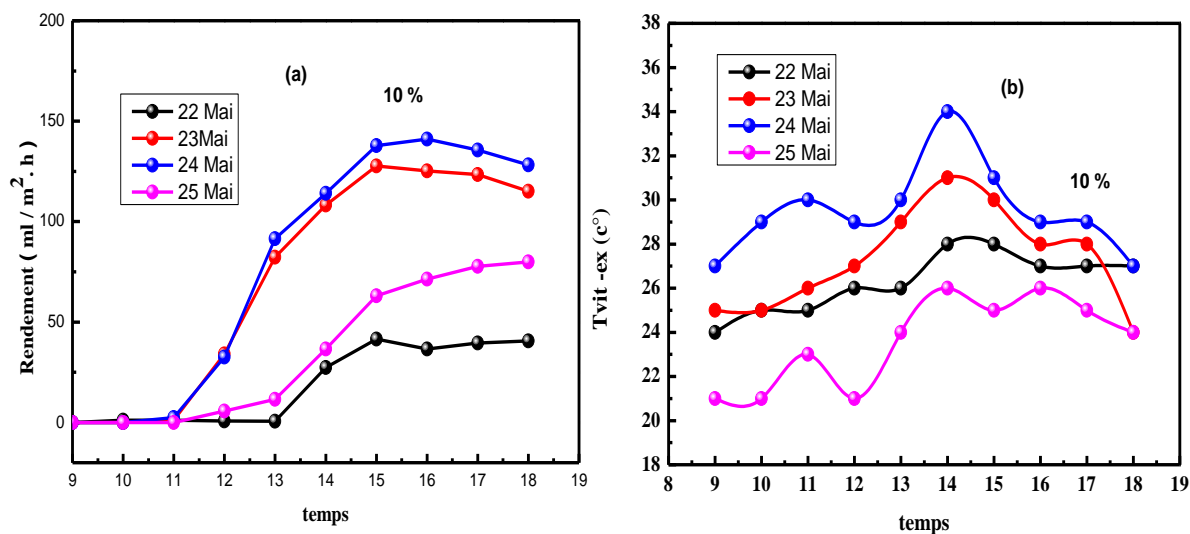 200
150
100
50
0
Rendement ( ml / m². h )
(a)
10 %
22 Mai
23Mai
24 Mai
25 Mai
9 10 11 12 13 14 15 16 17 18 19
temps
38
36
34
32
30
28
26
24
22
20
18
Tvit -ex (c°)
22 Mai
23 Mai
24 Mai
25 Mai
(b)
10 %
8 9 10 11 12 13 14 15 16 17 18 19
temps